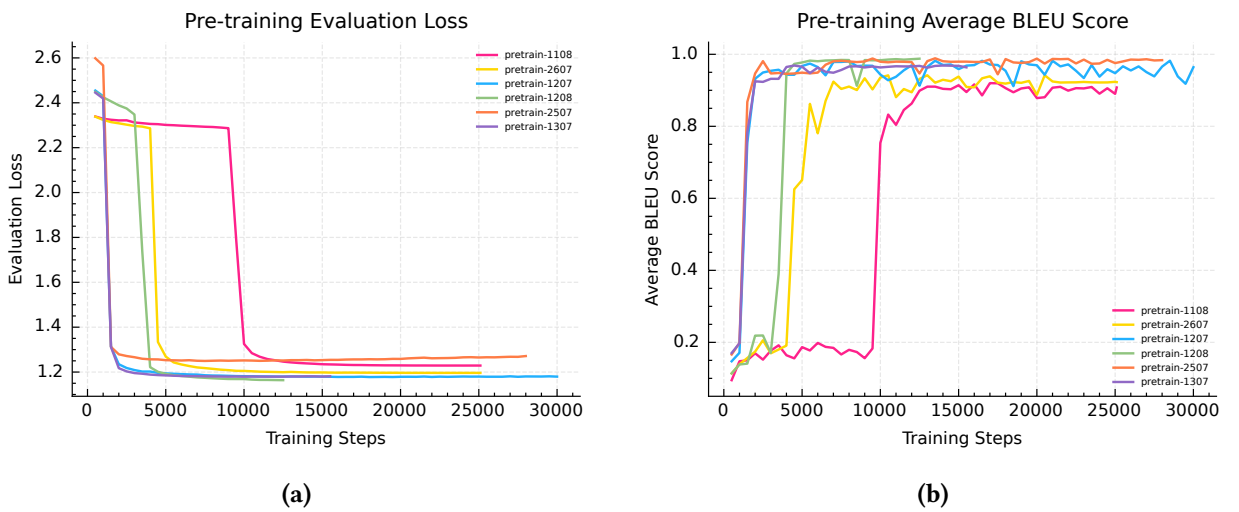 Pre-training Evaluation Loss
2.6
2.4
2.2
2.0
1.8
1.6
1.4
1.2
Evaluation Loss
0 5000 10000 15000 20000 25000 30000
Training Steps
pretrain-1108
pretrain-2607
pretrain-1207
pretrain-1208
pretrain-2507
pretrain-1307
(a)
Pre-training Average BLEU Score
1.0
0.8
0.6
0.4
0.2
Average BLEU Score
0 5000 10000 15000 20000 25000 30000
Training Steps
pretrain-1108
pretrain-2607
pretrain-1207
pretrain-1208
pretrain-2507
pretrain-1307
(b)